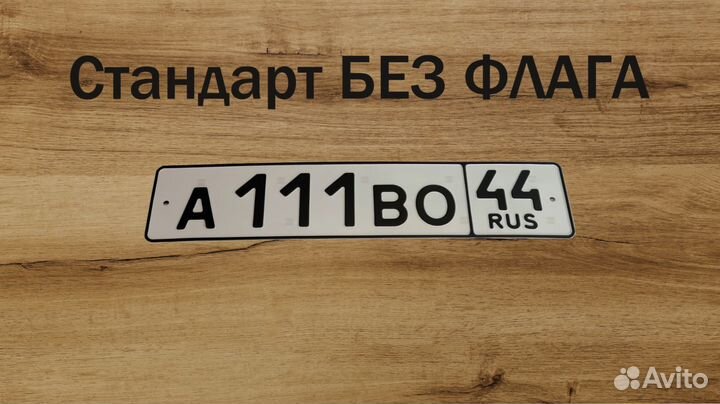 Стандарт БЕЗ ФЛАГА
А 111 ВО 44
RUS
Avito